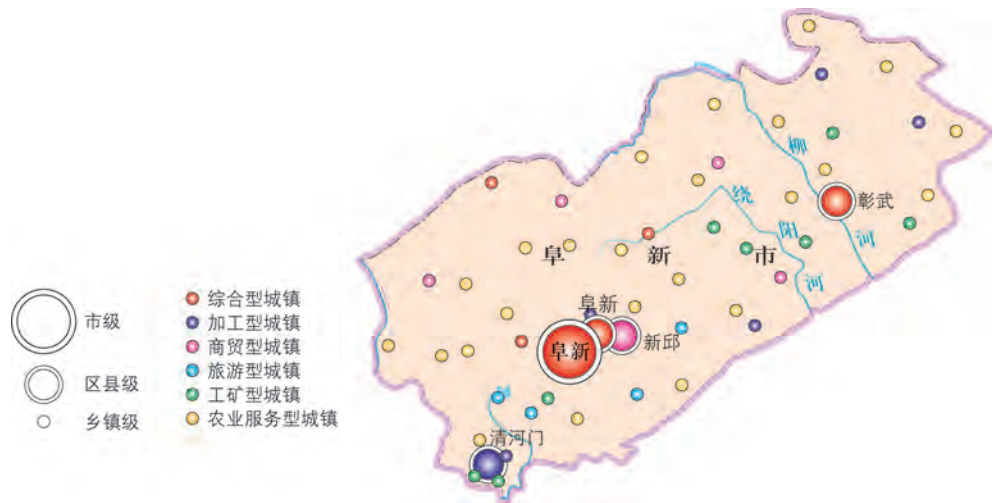 柳河
彰武
绕阳河
阜新市
阜新
阜新
新邱
清河门
市级
区县级
乡镇级
综合型城镇
加工型城镇
商贸型城镇
旅游型城镇
工矿型城镇
农业服务型城镇